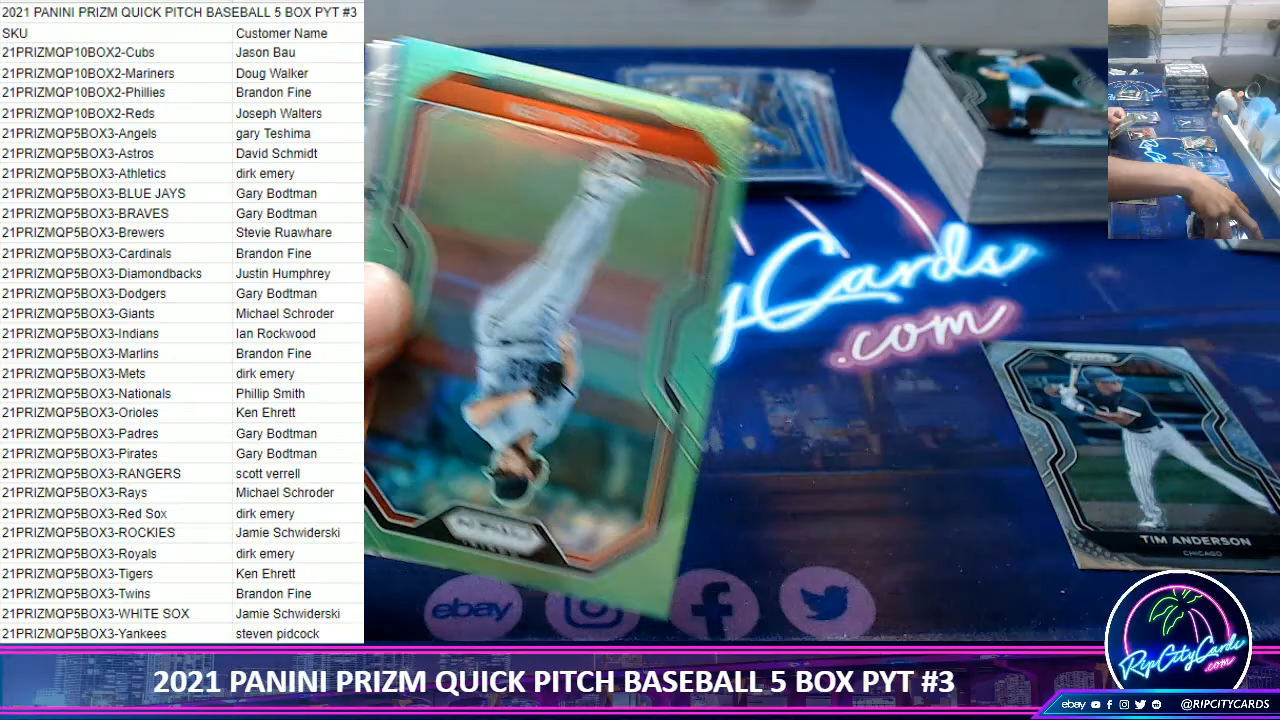 2021 PANINI PRIZM QUICK PITCH BASEBALL 5 BOX PYT #3
SKU Customer Name
21PRIZMQP10BOX2-Cubs Jason Bau
21PRIZMQP10BOX2-Mariners Doug Walker
21PRIZMQP10BOX2-Phillies Brandon Fine
21PRIZMQP10BOX2-Reds Joseph Walters
21PRIZMQP5BOX3-Angels gary Teshima
21PRIZMQP5BOX3-Astros David Schmidt
21PRIZMQP5BOX3-Athletics dirk emery
21PRIZMQP5BOX3-BLUE JAYS Gary Bodtman
21PRIZMQP5BOX3-BRAVES Gary Bodtman
21PRIZMQP5BOX3-Brewers Stevie Ruawhare
21PRIZMQP5BOX3-Cardinals Brandon Fine
21PRIZMQP5BOX3-Diamondbacks Justin Humphrey
21PRIZMQP5BOX3-Dodgers Gary Bodtman
21PRIZMQP5BOX3-Giants Michael Schroder
21PRIZMQP5BOX3-Indians Ian Rockwood
21PRIZMQP5BOX3-Marlins Brandon Fine
21PRIZMQP5BOX3-Mets dirk emery
21PRIZMQP5BOX3-Nationals Phillip Smith
21PRIZMQP5BOX3-Orioles Ken Ehrett
21PRIZMQP5BOX3-Padres Gary Bodtman
21PRIZMQP5BOX3-Pirates Gary Bodtman
21PRIZMQP5BOX3-RANGERS scott verrell
21PRIZMQP5BOX3-Rays Michael Schroder
21PRIZMQP5BOX3-Red Sox dirk emery
21PRIZMQP5BOX3-ROCKIES Jamie Schwiderski
21PRIZMQP5BOX3-Royals dirk emery
21PRIZMQP5BOX3-Tigers Ken Ehrett
21PRIZMQP5BOX3-Twins Brandon Fine
21PRIZMQP5BOX3-WHITE SOX Jamie Schwiderski
21PRIZMQP5BOX3-Yankees steven pidcock
yCards
.com
TIM ANDERSON
CHICAGO
ebay
RipCityCards
.com
2021 PANINI PRIZM QUICK PITCH BASEBALL 5 BOX PYT #3
ebay @RIPCITYCARDS